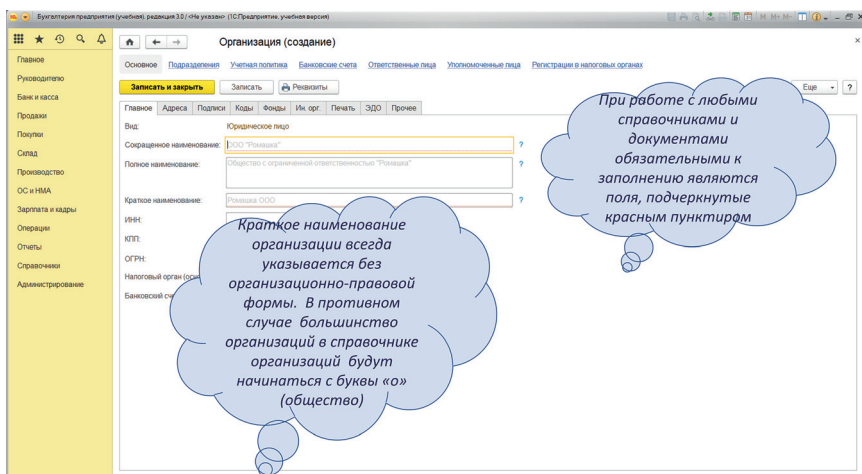 Бухгалтерия предприятия (учебная), редакция 3.0 / <Не указан> (1С:Предприятие, учебная версия)
M M+ M-
Главное
Руководителю
Банк и касса
Продажи
Покупки
Склад
Производство
ОС и НМА
Зарплата и кадры
Операции
Отчеты
Справочники
Администрирование
Организация (создание)
Основное Подразделения Учетная политика Банковские счета Ответственные лица Уполномоченные лица Регистрации в налоговых органах
Записать и закрыть Записать Реквизиты Еще ?
Главное Адреса Подписи Коды Фонды Ин. орг. Печать ЭДО Прочее
Вид: Юридическое лицо
Сокращенное наименование: ООО "Ромашка" ?
Полное наименование: Общество с ограниченной ответственностью "Ромашка" ?
Краткое наименование: Ромашка ООО ?
ИНН:
КПП:
ОГРН:
Налоговый орган
Банковский
Краткое наименование
организации всегда
указывается без
организационно-правовой
формы. В противном
случае большинство
организаций в справочнике
организаций будут
начинаться с буквы «о»
(общество)
При работе с любыми
справочниками и
документами
обязательными к
заполнению являются
поля, подчеркнутые
красным пунктиром